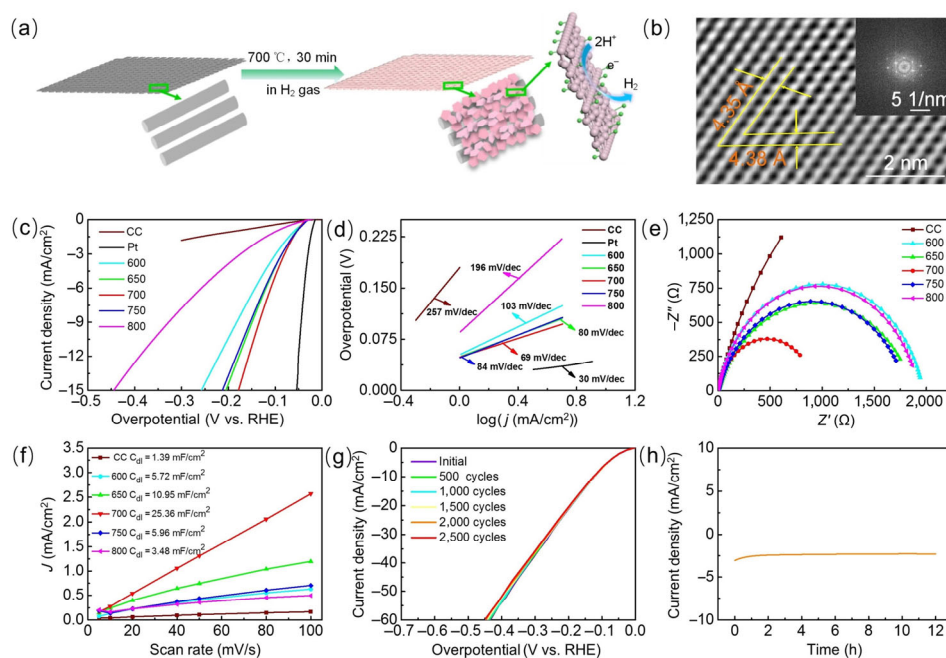 (a)
700 ℃, 30 min
in H2 gas
2H+
e−
H2
(b)
4.35 Å
4.38 Å
5 1/nm
2 nm
(c)
Current density (mA/cm2)
0
−3
−6
−9
−12
−15
CC
Pt
600
650
700
750
800
−0.5 −0.4 −0.3 −0.2 −0.1 0.0
Overpotential (V vs. RHE)
(d)
Overpotential (V)
0.225
0.150
0.075
0.000
CC
Pt
600
650
700
750
800
196 mV/dec
257 mV/dec
103 mV/dec
80 mV/dec
69 mV/dec
84 mV/dec
30 mV/dec
−0.4 0.0 0.4 0.8 1.2
log(j (mA/cm2))
(e)
−Z″ (Ω)
1,250
1,000
750
500
250
0
CC
600
650
700
750
800
0 500 1,000 1,500 2,000
Z′ (Ω)
(f)
J (mA/cm2)
3.5
3.0
2.5
2.0
1.5
1.0
0.5
0.0
CC Cdl = 1.39 mF/cm2
600 Cdl = 5.72 mF/cm2
650 Cdl = 10.95 mF/cm2
700 Cdl = 25.36 mF/cm2
750 Cdl = 5.96 mF/cm2
800 Cdl = 3.48 mF/cm2
0 20 40 60 80 100
Scan rate (mV/s)
(g)
Current density (mA/cm2)
0
−10
−20
−30
−40
−50
−60
Initial
500 cycles
1,000 cycles
1,500 cycles
2,000 cycles
2,500 cycles
−0.7 −0.6 −0.5 −0.4 −0.3 −0.2 −0.1 0.0
Overpotential (V vs. RHE)
(h)
Current density (mA/cm2)
10
5
0
−5
−10
0 2 4 6 8 10 12
Time (h)